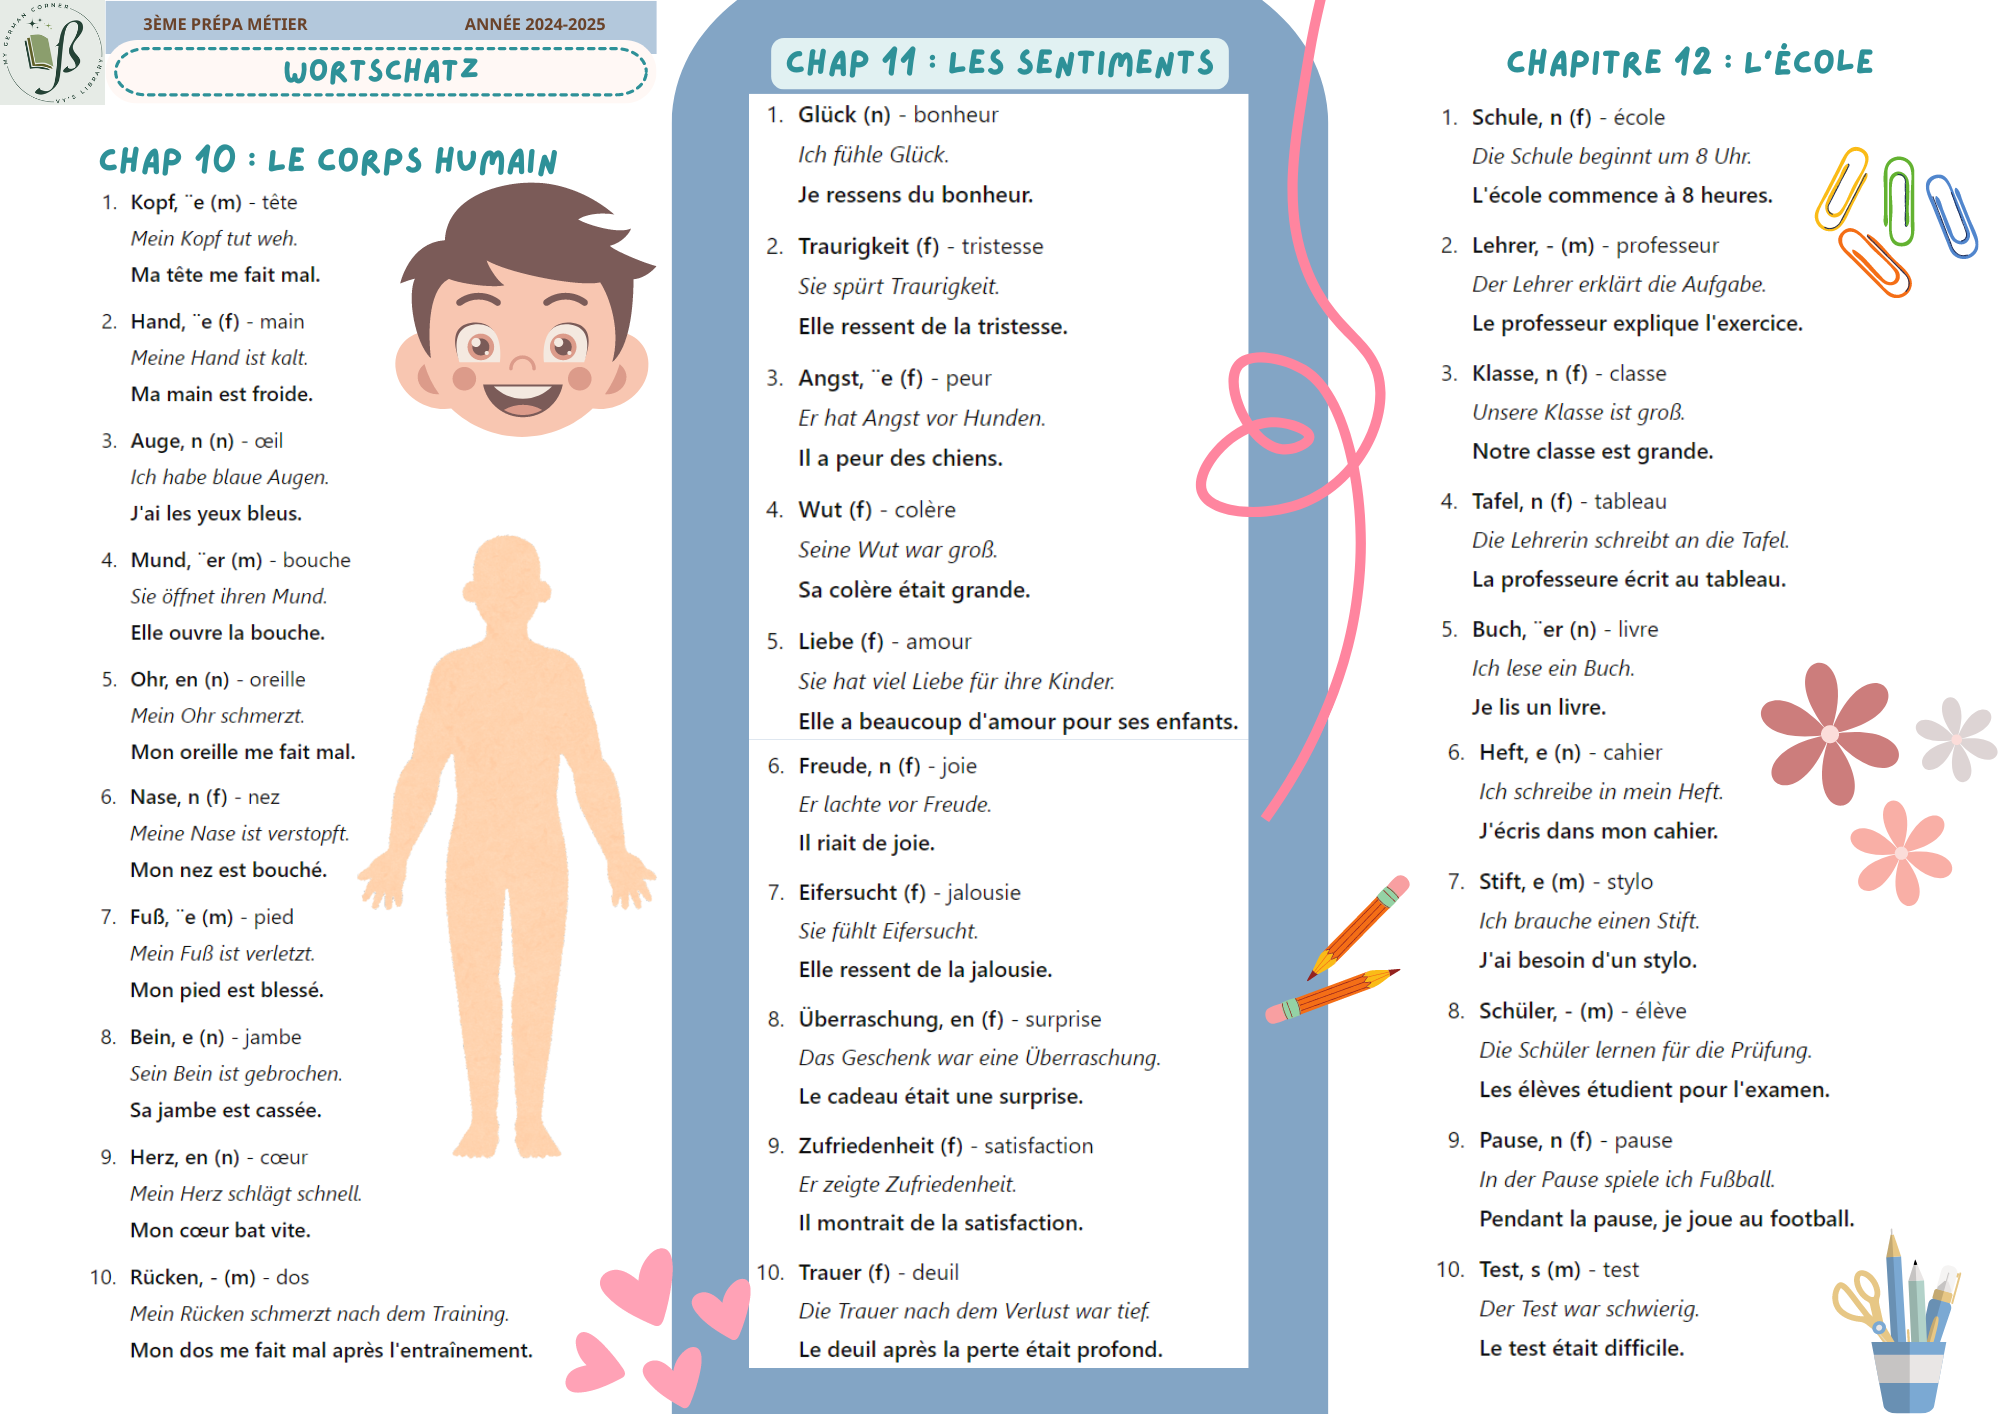 MY GERMAN CORNER
VY'S LIBRARY
3ÈME PRÉPA MÉTIER ANNÉE 2024-2025
WORTSCHATZ
CHAP 10 : LE CORPS HUMAIN
1. Kopf, ¨e (m) - tête
Mein Kopf tut weh.
Ma tête me fait mal.
2. Hand, ¨e (f) - main
Meine Hand ist kalt.
Ma main est froide.
3. Auge, n (n) - œil
Ich habe blaue Augen.
J'ai les yeux bleus.
4. Mund, ¨er (m) - bouche
Sie öffnet ihren Mund.
Elle ouvre la bouche.
5. Ohr, en (n) - oreille
Mein Ohr schmerzt.
Mon oreille me fait mal.
6. Nase, n (f) - nez
Meine Nase ist verstopft.
Mon nez est bouché.
7. Fuß, ¨e (m) - pied
Mein Fuß ist verletzt.
Mon pied est blessé.
8. Bein, e (n) - jambe
Sein Bein ist gebrochen.
Sa jambe est cassée.
9. Herz, en (n) - cœur
Mein Herz schlägt schnell.
Mon cœur bat vite.
10. Rücken, - (m) - dos
Mein Rücken schmerzt nach dem Training.
Mon dos me fait mal après l'entraînement.
CHAP 11 : LES SENTIMENTS
1. Glück (n) - bonheur
Ich fühle Glück.
Je ressens du bonheur.
2. Traurigkeit (f) - tristesse
Sie spürt Traurigkeit.
Elle ressent de la tristesse.
3. Angst, ¨e (f) - peur
Er hat Angst vor Hunden.
Il a peur des chiens.
4. Wut (f) - colère
Seine Wut war groß.
Sa colère était grande.
5. Liebe (f) - amour
Sie hat viel Liebe für ihre Kinder.
Elle a beaucoup d'amour pour ses enfants.
6. Freude, n (f) - joie
Er lachte vor Freude.
Il riait de joie.
7. Eifersucht (f) - jalousie
Sie fühlt Eifersucht.
Elle ressent de la jalousie.
8. Überraschung, en (f) - surprise
Das Geschenk war eine Überraschung.
Le cadeau était une surprise.
9. Zufriedenheit (f) - satisfaction
Er zeigte Zufriedenheit.
Il montrait de la satisfaction.
10. Trauer (f) - deuil
Die Trauer nach dem Verlust war tief.
Le deuil après la perte était profond.
CHAPITRE 12 : L'ÉCOLE
1. Schule, n (f) - école
Die Schule beginnt um 8 Uhr.
L'école commence à 8 heures.
2. Lehrer, - (m) - professeur
Der Lehrer erklärt die Aufgabe.
Le professeur explique l'exercice.
3. Klasse, n (f) - classe
Unsere Klasse ist groß.
Notre classe est grande.
4. Tafel, n (f) - tableau
Die Lehrerin schreibt an die Tafel.
La professeure écrit au tableau.
5. Buch, ¨er (n) - livre
Ich lese ein Buch.
Je lis un livre.
6. Heft, e (n) - cahier
Ich schreibe in mein Heft.
J'écris dans mon cahier.
7. Stift, e (m) - stylo
Ich brauche einen Stift.
J'ai besoin d'un stylo.
8. Schüler, - (m) - élève
Die Schüler lernen für die Prüfung.
Les élèves étudient pour l'examen.
9. Pause, n (f) - pause
In der Pause spiele ich Fußball.
Pendant la pause, je joue au football.
10. Test, s (m) - test
Der Test war schwierig.
Le test était difficile.